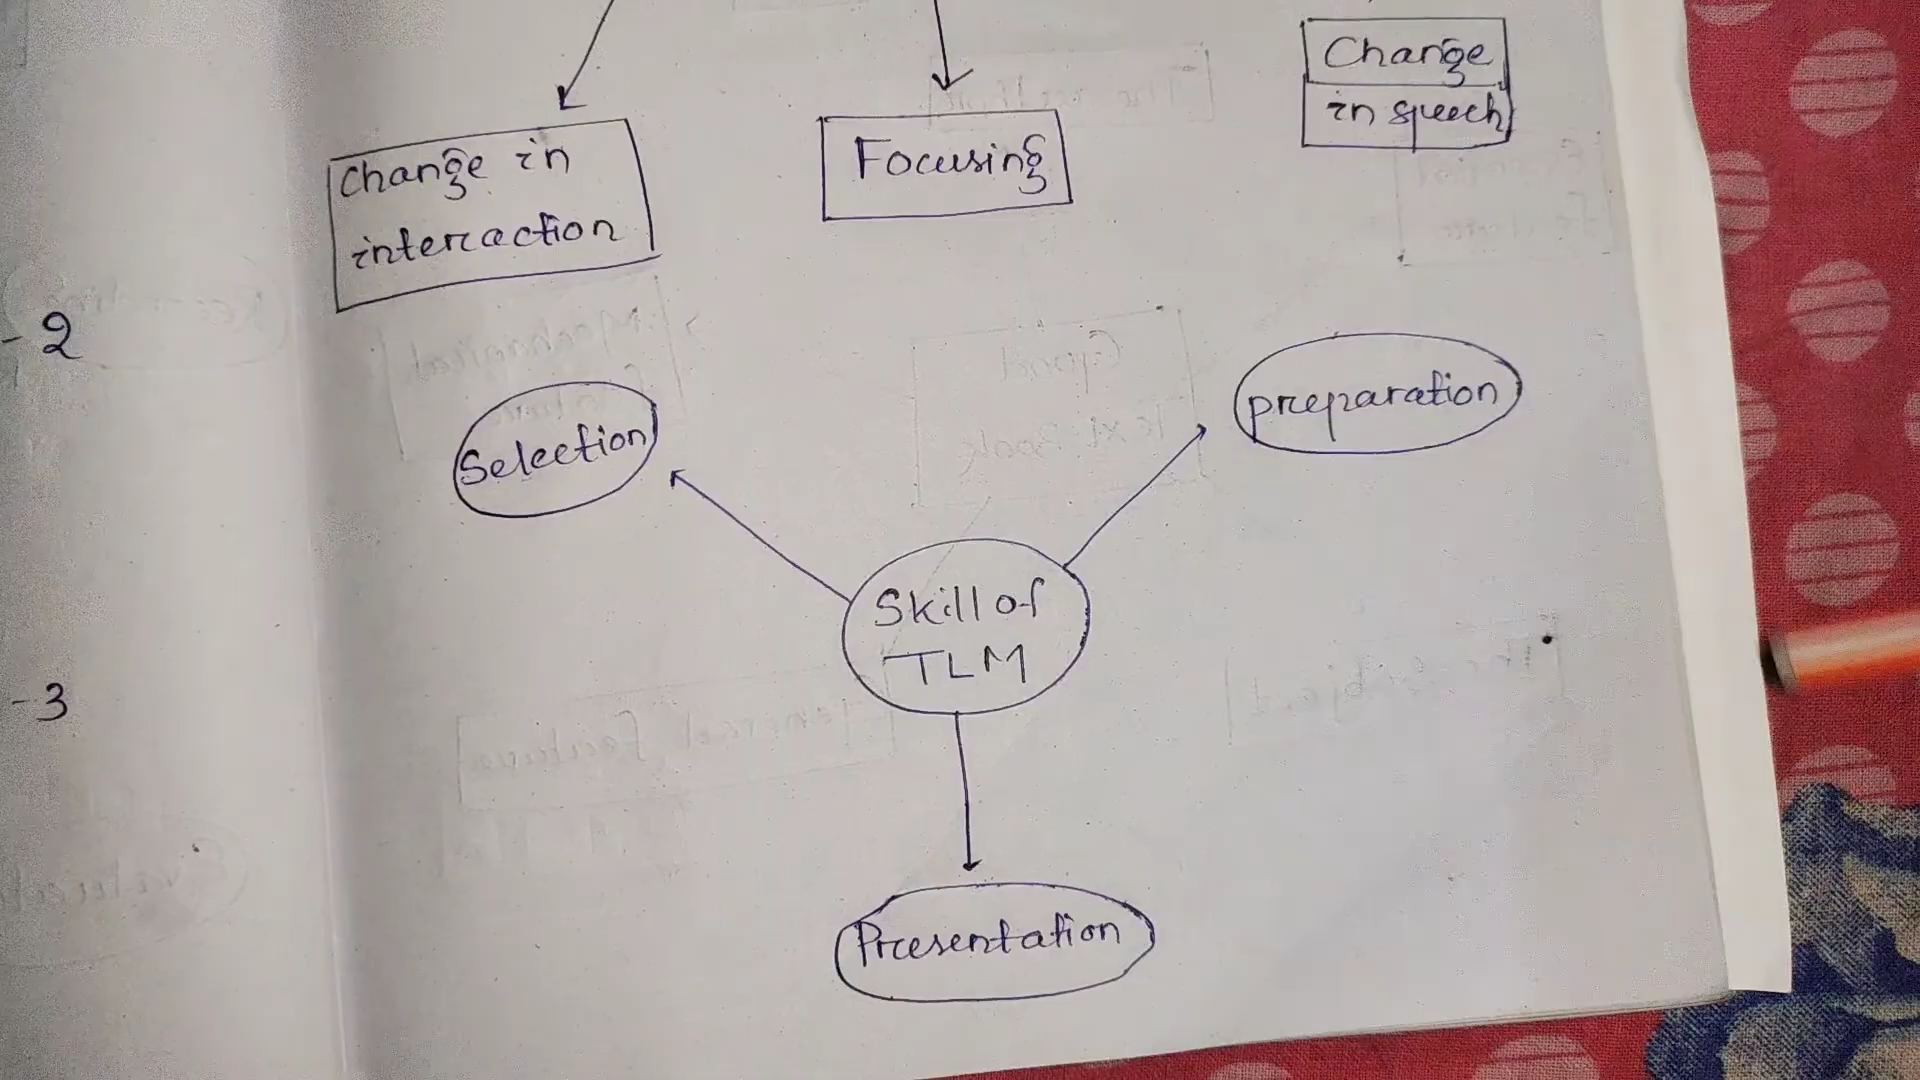 Change
in speech
Change in
interaction
Focusing
- 2
Selection
preparation
Skill of
TLM
- 3
Presentation